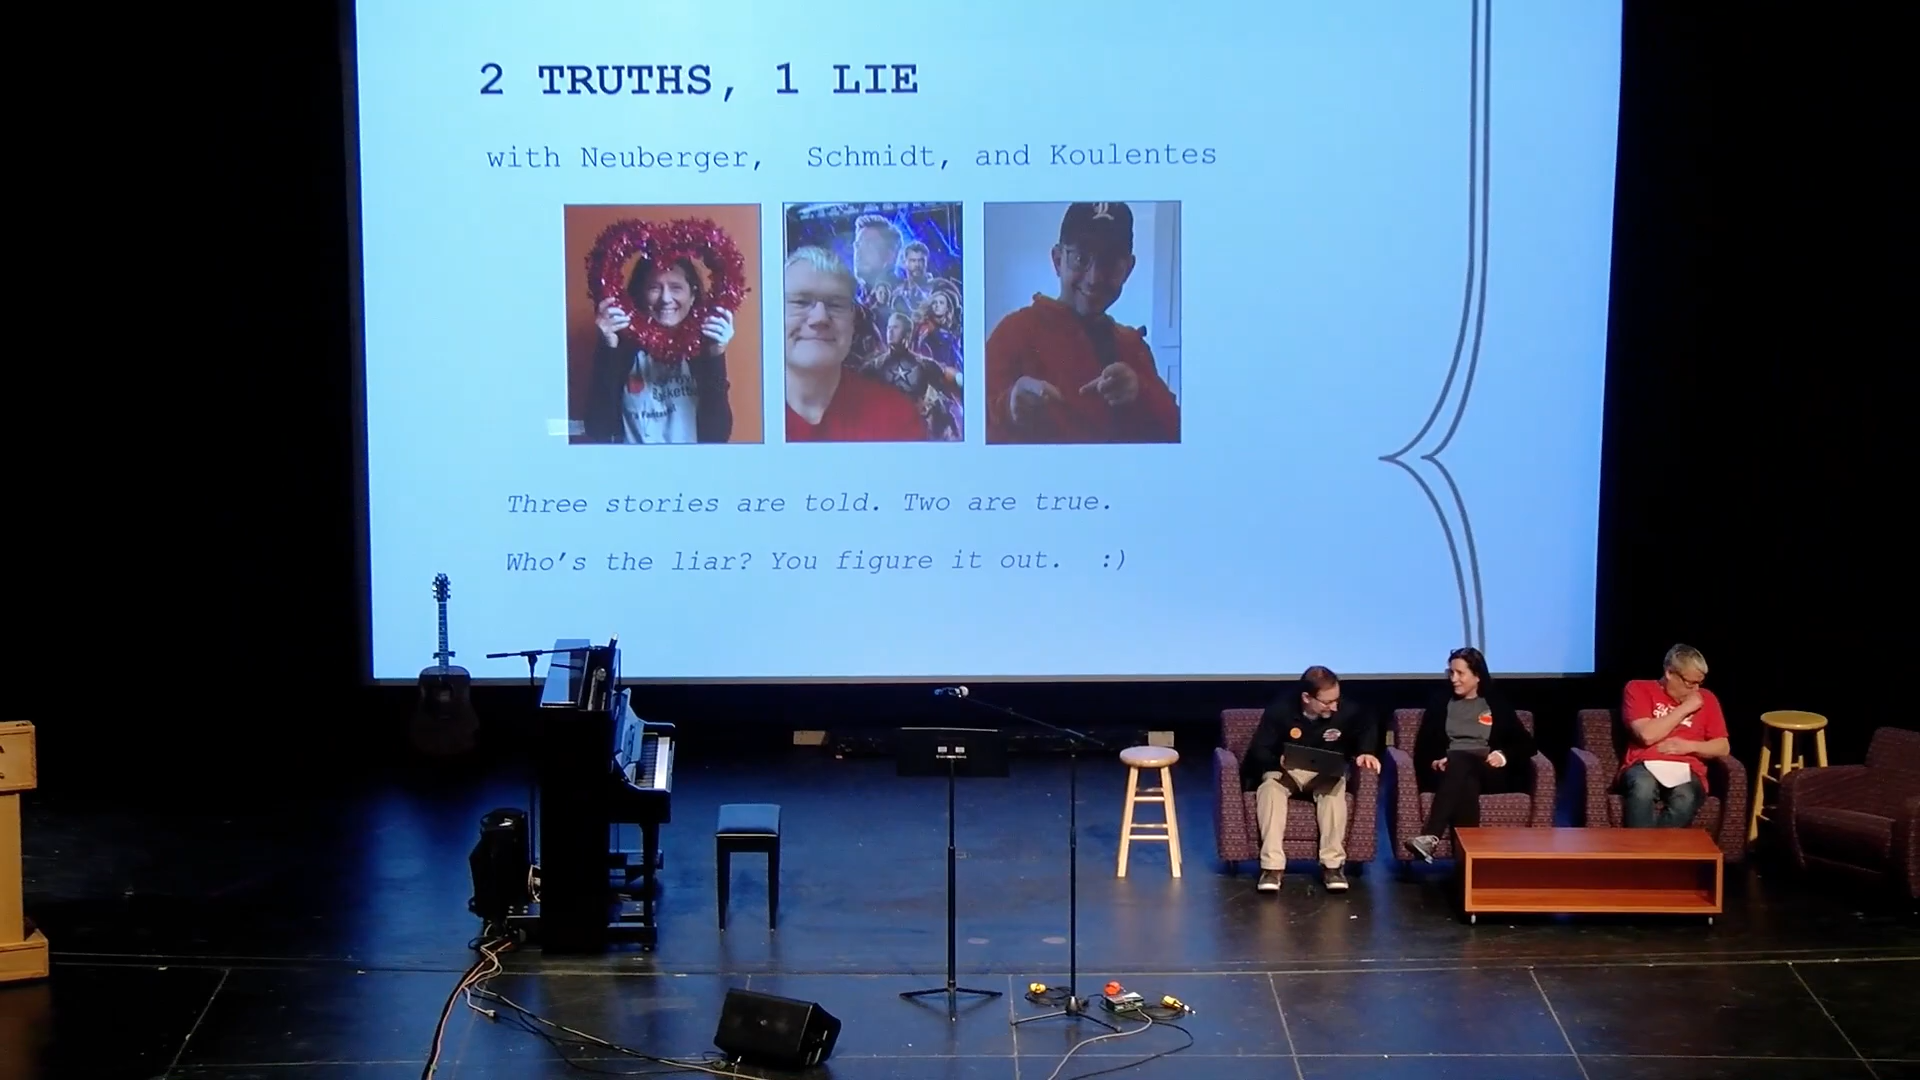 2 TRUTHS, 1 LIE
with Neuberger, Schmidt, and Koulentes
Three stories are told. Two are true.
Who's the liar? You figure it out. :)